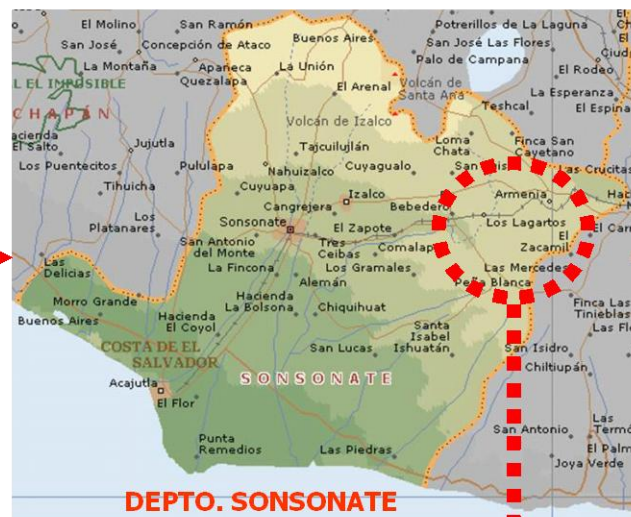 El Molino
San Ramón
Buenos Aires
Potrerillos de La Laguna
San José
Concepción de Ataco
San José Las Flores
La Montaña
Apaneca
La Unión
Palo de Campana
El Rodeo
L EL IMPOSIBLE
Quezalapa
El Arenal
Volcán de
Santa Ana
La Esperanza
CHAPÁN
Teshcal
El Espina
Volcán de Izalco
acienda
El Salto
Jujutla
Tajcuilujlán
Loma
Chata
Finca San
Cayetano
Los Puentecitos
Pululapa
Nahuizalco
Cuyagualo
San Luis
Las Crucitas
Tihuicha
Cuyuapa
Izalco
Armenia
Cangrejera
Bebedero
Los
Platanares
Sonsonate
El Zapote
Los Lagartos
San Antonio
del Monte
Tres
Ceibas
Comalapa
El
Zacamil
El Carr
Las
Delicias
La Fincona
Los Gramales
Las Mercedes
Alemán
Peña Blanca
Morro Grande
Hacienda
La Bolsona
Chiquihuat
Finca Las
Tinieblas
Buenos Aires
Hacienda
El Coyol
Santa
Isabel
Ishuatán
Las Flo
COSTA DE EL
SALVADOR
San Lucas
San Isidro
Chiltiupán
SONSONATE
Acajutla
El Flor
Las
Termó
San Antonio
Punta
Remedios
Las Piedras
El Palm
Joya Verde
DEPTO. SONSONATE